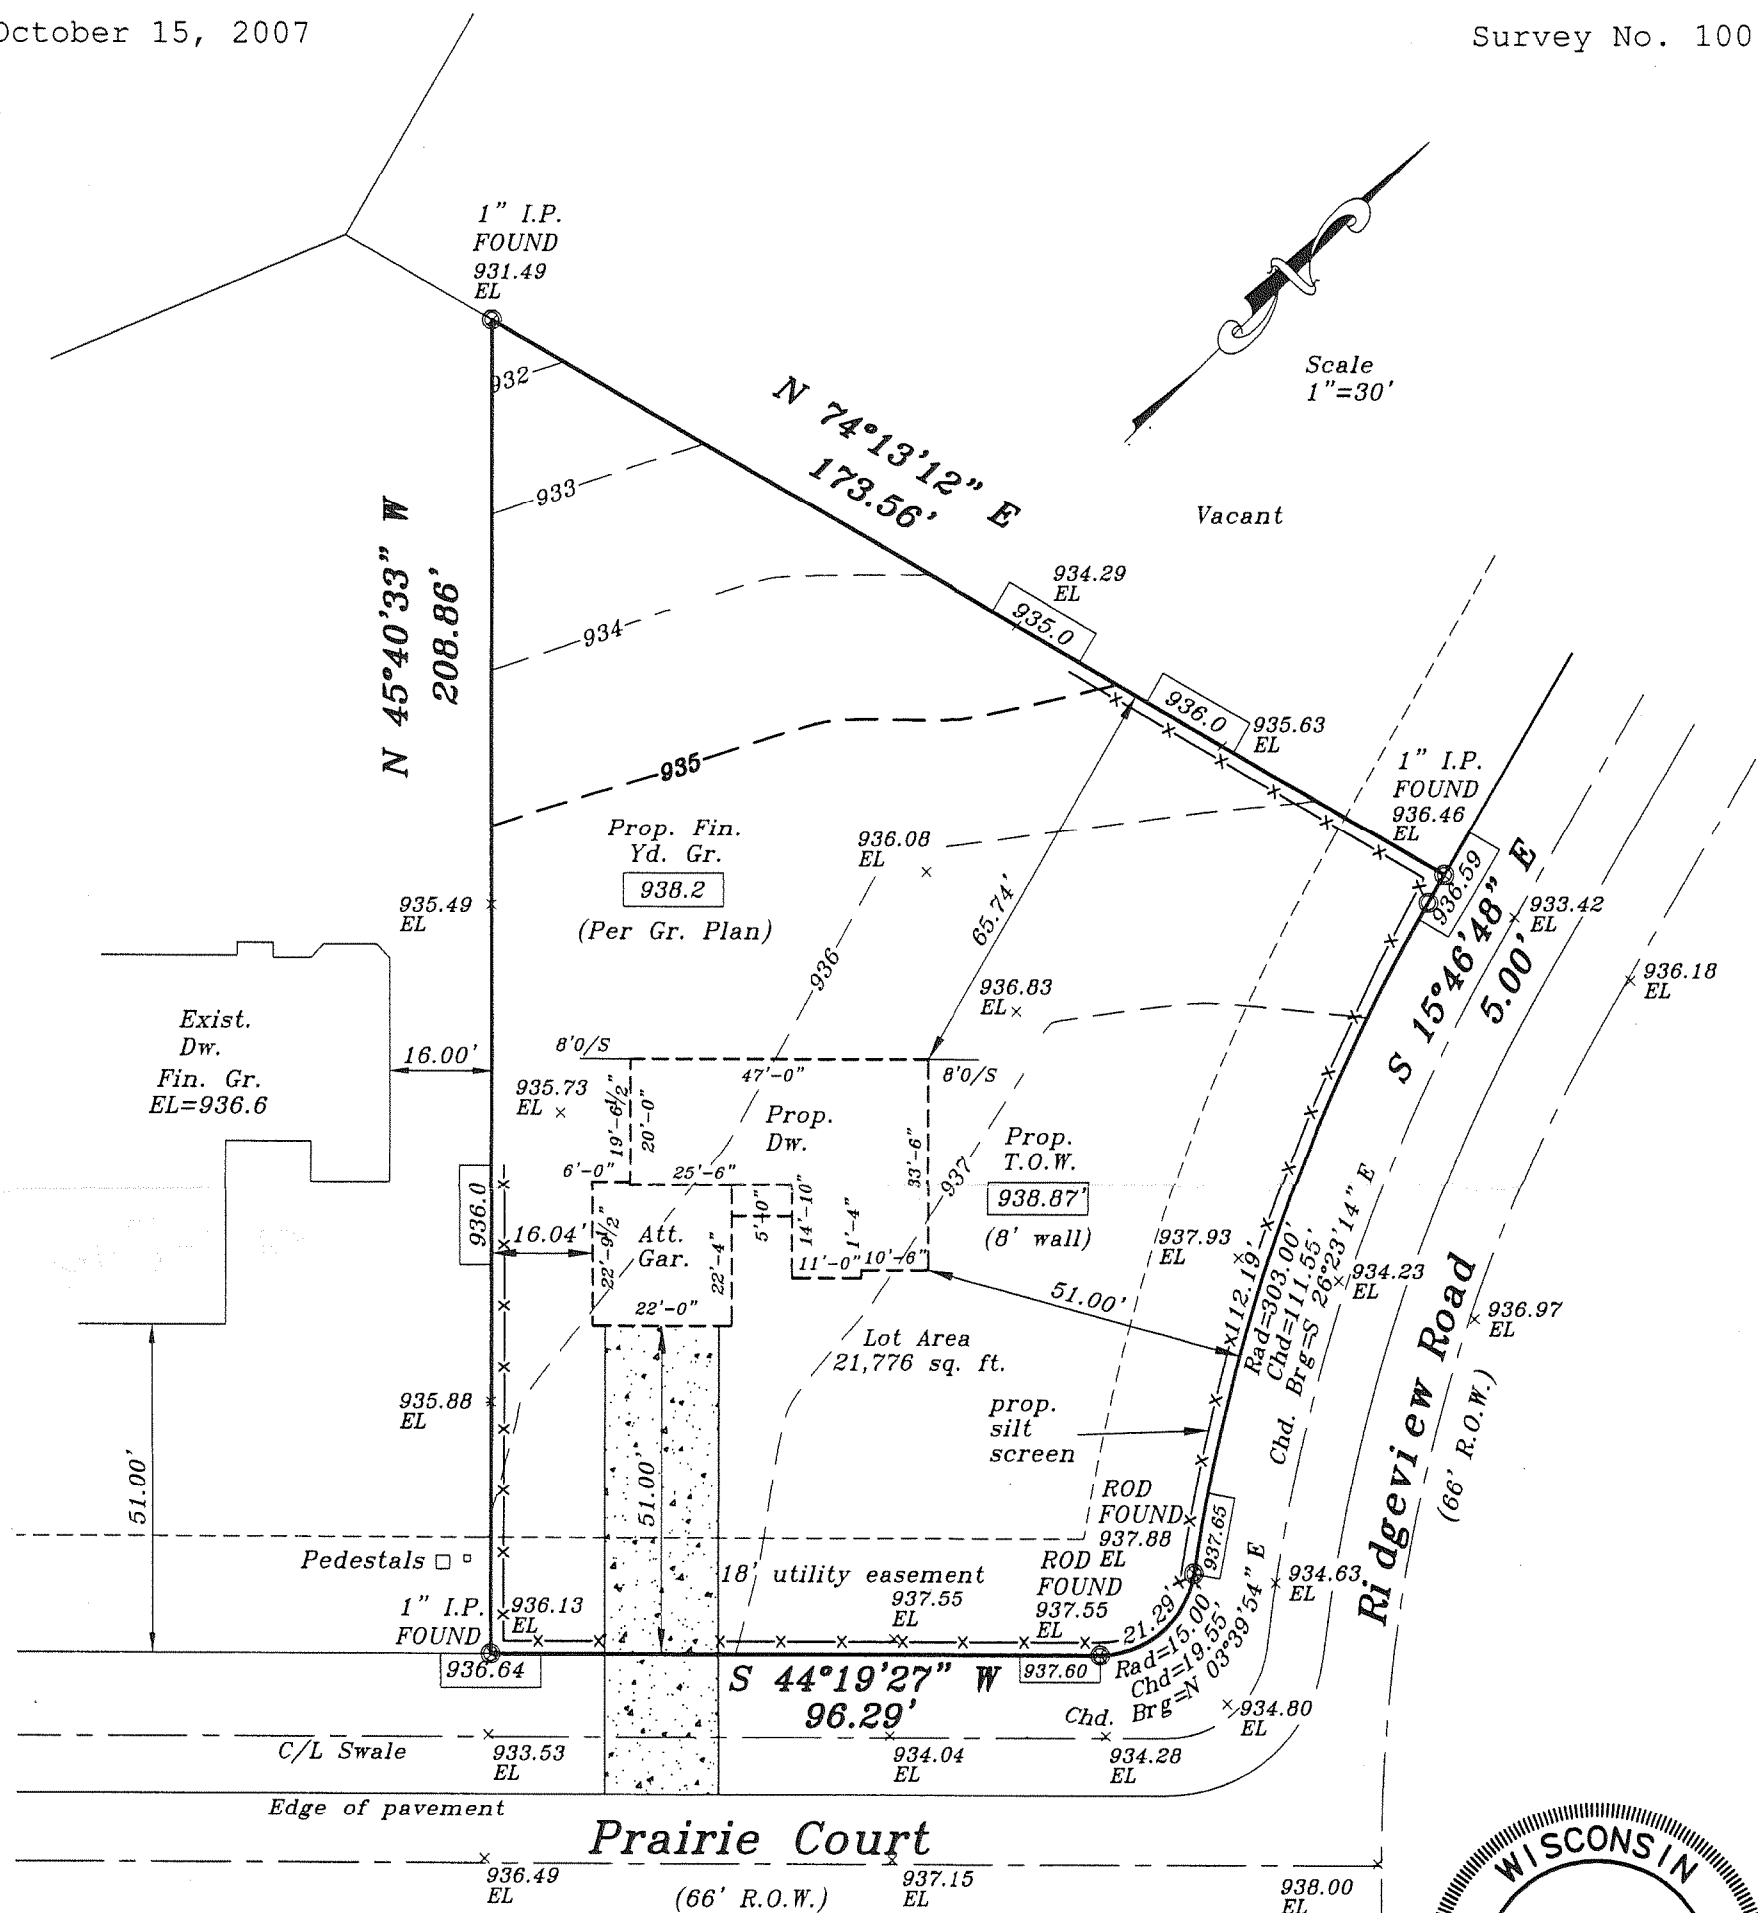 October 15, 2007
Survey No. 100
1" I.P.
FOUND
931.49
EL
Scale
1"=30'
932
N 74°13'12" E
173.56'
933
Vacant
N 45°40'33" W
208.86'
934
934.29
EL
935.0
936.0
935.63
EL
935
1" I.P.
FOUND
936.46
EL
936.59
Prop. Fin.
Yd. Gr.
938.2
(Per Gr. Plan)
936.08
EL
935.49
EL
65.74'
S 15°46'48" E
5.00'
933.42
EL
936.18
EL
936
936.83
EL
Exist.
Dw.
Fin. Gr.
EL=936.6
16.00'
8'O/S
47'-0"
8'O/S
935.73
EL
19'-6 1/2"
20'-0"
Prop.
Dw.
33'-6"
Prop.
T.O.W.
938.87'
(8' wall)
937
6'-0"
25'-6"
936.0
16.04'
22'-9 1/2"
Att.
Gar.
22'-4"
5'-0"
14'-10"
1'-4"
11'-0"
10'-6"
22'-0"
937.93
EL
51.00'
112.19'
Rad=303.00'
Chd=111.55'
Chd. Brg=S 26°23'14" E
934.23
EL
936.97
EL
Ridgeview Road
(66' R.O.W.)
Lot Area
21,776 sq. ft.
935.88
EL
prop.
silt
screen
51.00'
51.00'
ROD
FOUND
937.88
EL
937.65
Pedestals
18' utility easement
ROD
FOUND
937.55
EL
937.55
EL
934.63
EL
1" I.P.
FOUND
936.13
EL
936.64
S 44°19'27" W
96.29'
937.60
21.29'
Rad=15.00'
Chd=19.55'
Chd. Brg=N 03°39'54" E
934.80
EL
C/L Swale
933.53
EL
934.04
EL
934.28
EL
Edge of pavement
Prairie Court
(66' R.O.W.)
936.49
EL
937.15
EL
938.00
EL
WISCONSIN